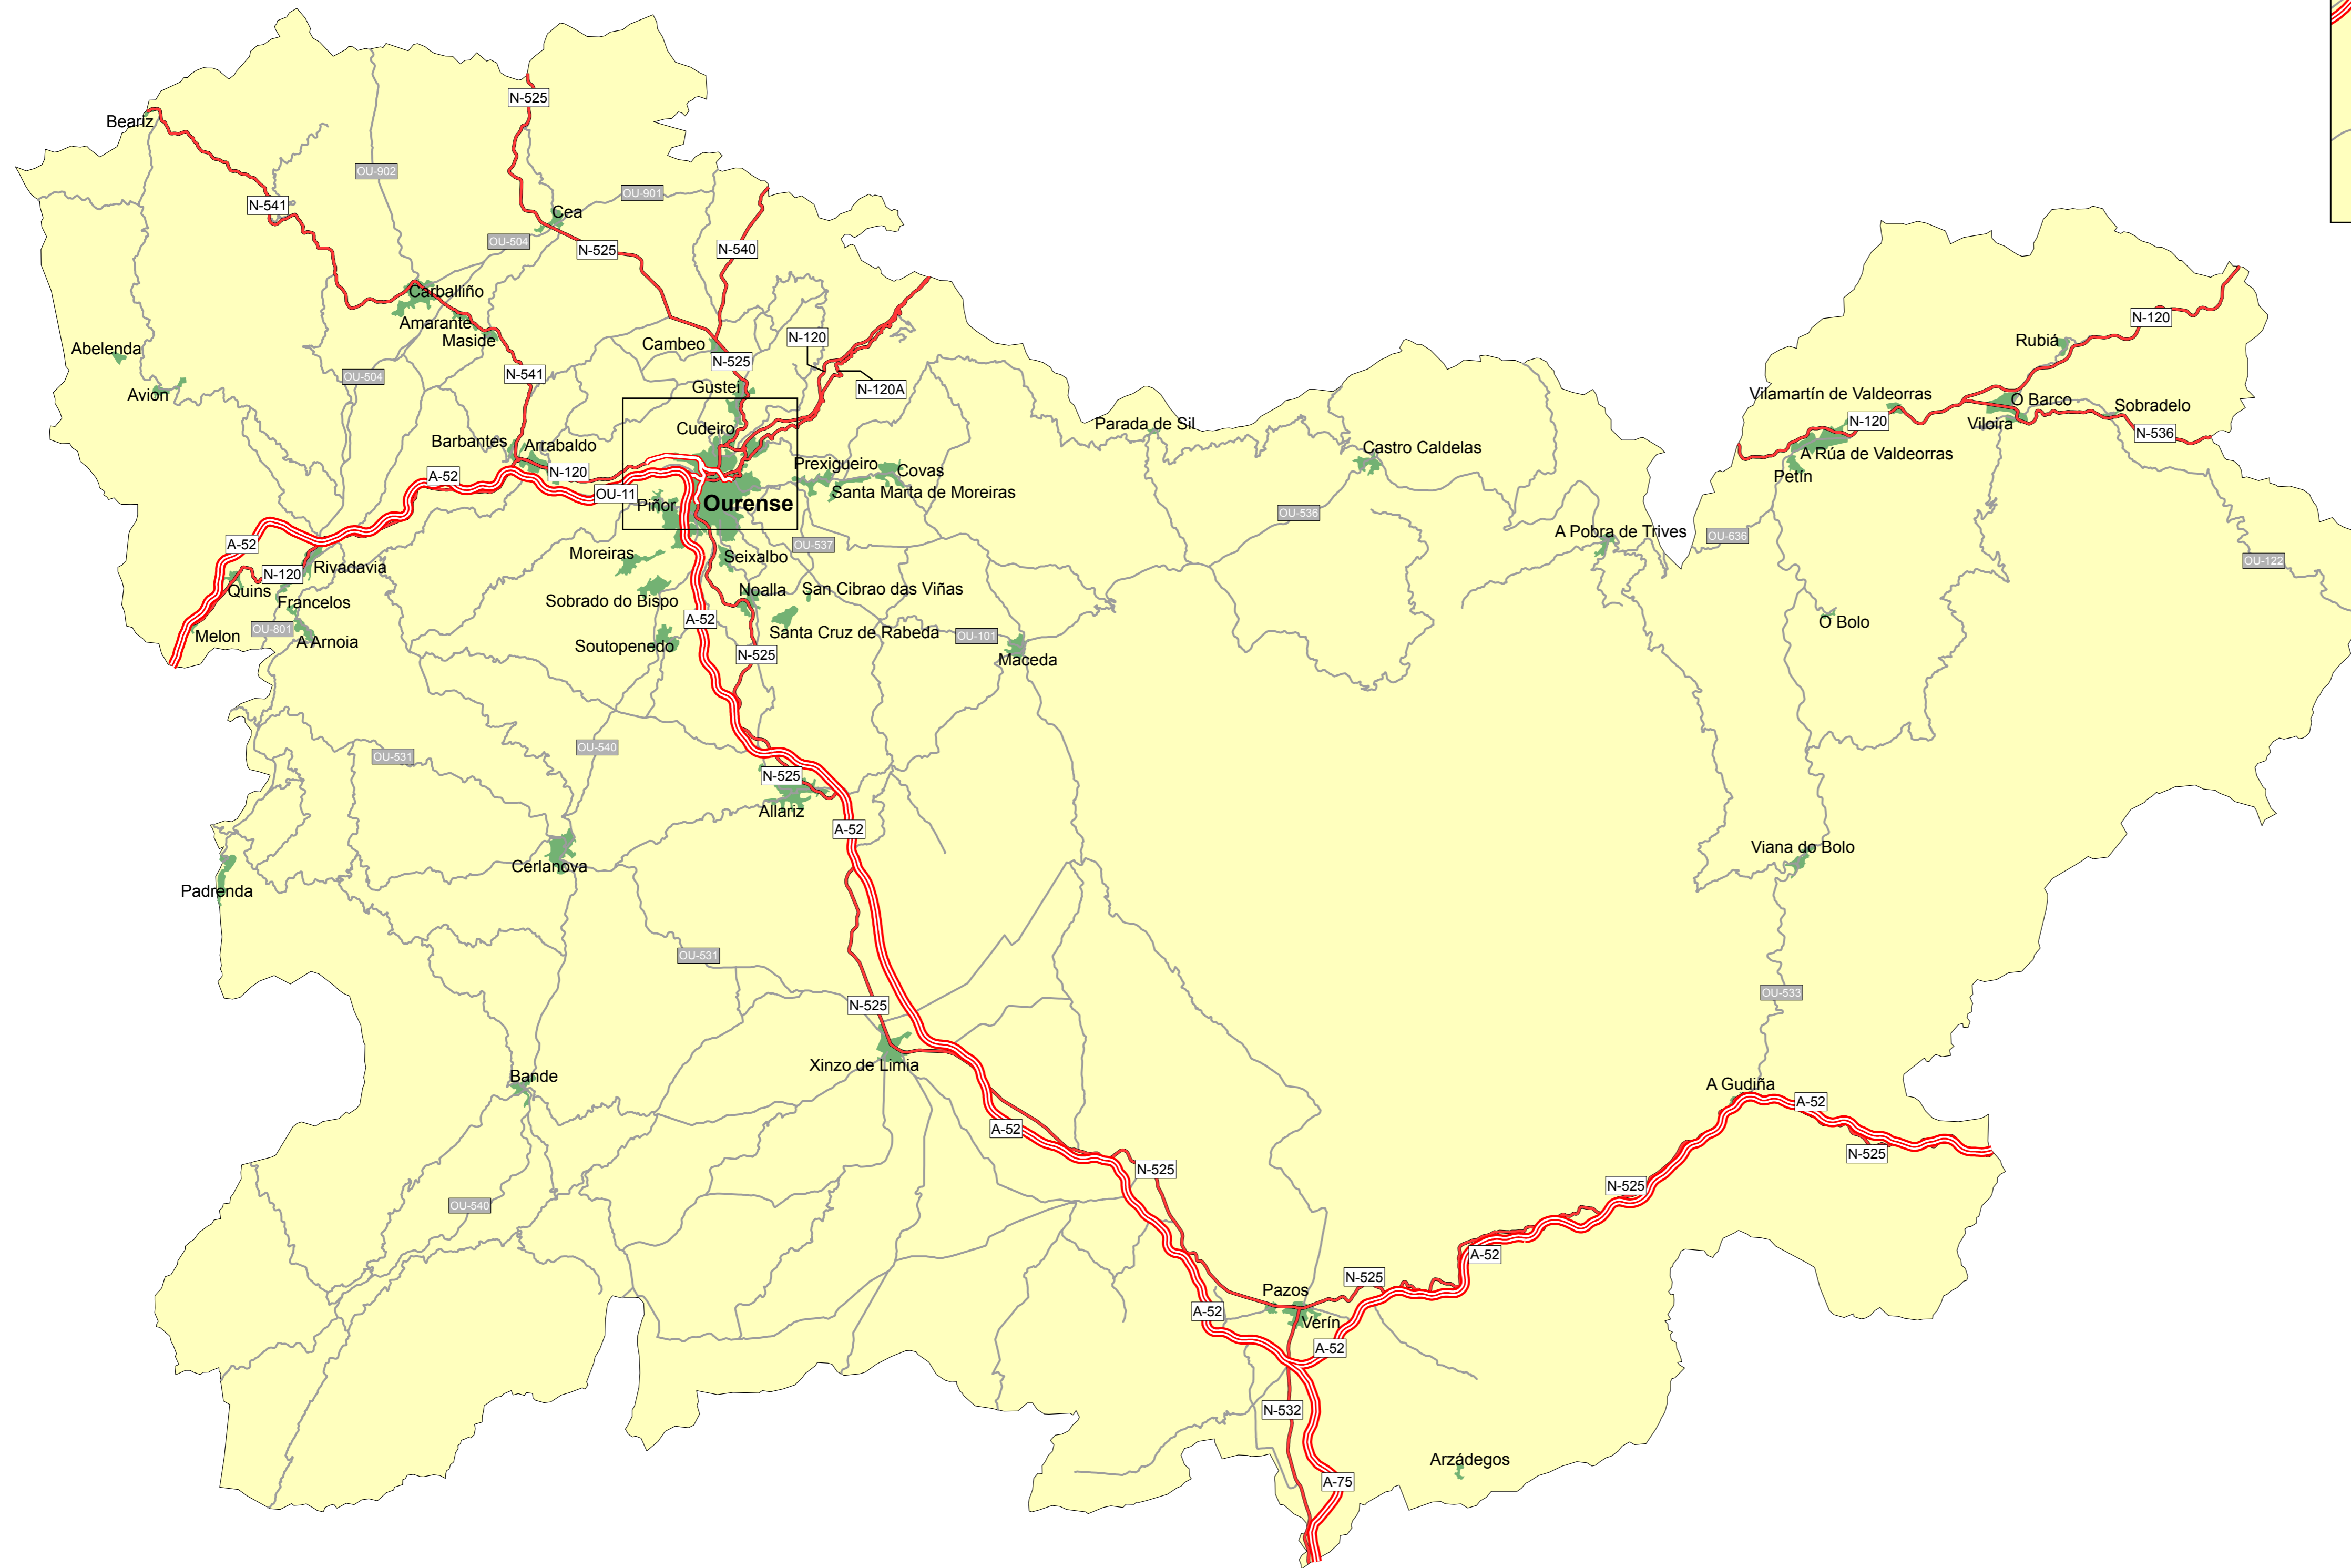 N-525
Beariz
OU-902
OU-901
N-541
Cea
OU-504
N-525
N-540
Carballiño
N-120
Amarante
Maside
Cambeo
Abelenda
N-525
N-541
OU-504
Gustei
N-120A
Avion
Rubiá
N-120
Vilamartín de Valdeorras
O Barco
Sobradelo
N-120
Viloira
N-536
Parada de Sil
Cudeiro
Barbantes
Arrabaldo
Castro Caldelas
A Rúa de Valdeorras
Petín
Prexigueiro
Covas
A-52
N-120
OU-11
Santa Marta de Moreiras
Piñor
Ourense
OU-536
A Pobra de Trives
OU-636
A-52
OU-537
Moreiras
Seixalbo
OU-122
Rivadavia
N-120
Quins
Noalla
San Cibrao das Viñas
Sobrado do Bispo
Francelos
A-52
O Bolo
OU-801
Melon
A Arnoia
Santa Cruz de Rabeda
OU-101
Soutopenedo
N-525
Maceda
OU-540
OU-531
N-525
Allariz
A-52
Viana do Bolo
Cerlanova
Padrenda
OU-531
OU-533
N-525
Xinzo de Limia
Bande
A Gudiña
A-52
A-52
N-525
N-525
N-525
OU-540
A-52
N-525
Pazos
A-52
Verín
A-52
N-532
Arzádegos
A-75